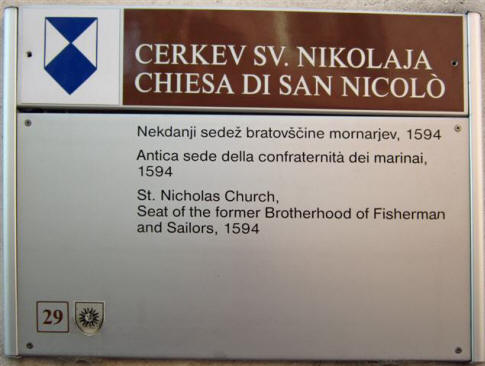 CERKEV SV. NIKOLAJA
CHIESA DI SAN NICOLÒ
Nekdanji sedež bratovščine mornarjev, 1594
Antica sede della confraternità dei marinai,
1594
St. Nicholas Church,
Seat of the former Brotherhood of Fisherman
and Sailors, 1594
29